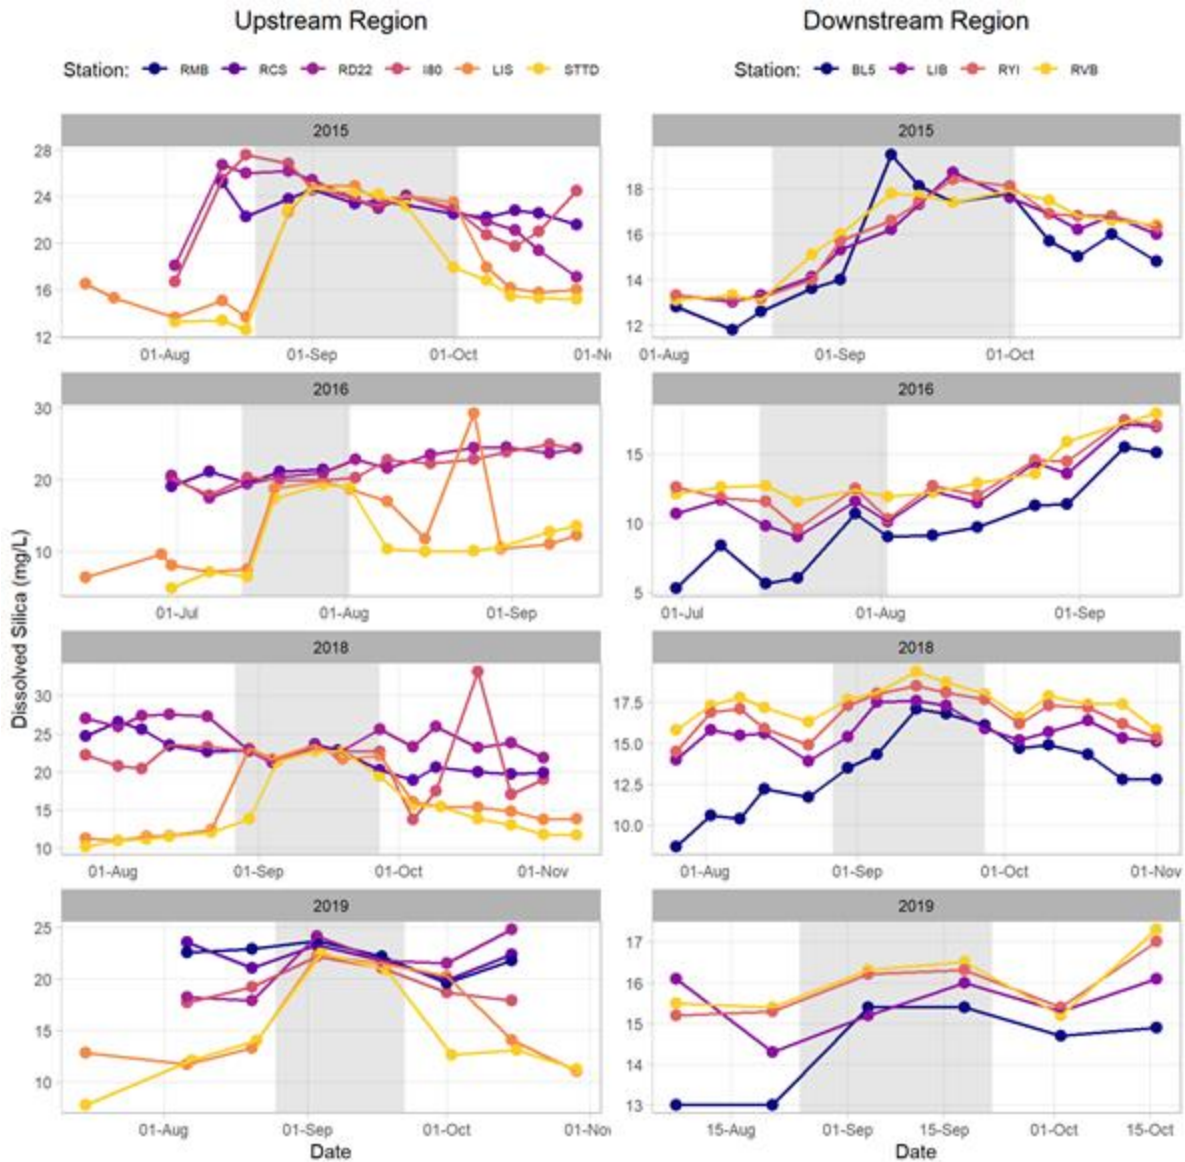 Upstream Region
Downstream Region
Station: RMB RCS RD22 I80 LIS STTD
Station: BL5 LIB RYI RVB
2015
2015
28
24
20
16
12
01-Aug 01-Sep 01-Oct 01-N
18
16
14
12
01-Aug 01-Sep 01-Oct
2016
2016
30
20
10
01-Jul 01-Aug 01-Sep
15
10
5
01-Jul 01-Aug 01-Sep
Dissolved Silica (mg/L)
2018
2018
30
25
20
15
10
01-Aug 01-Sep 01-Oct 01-Nov
17.5
15.0
12.5
10.0
01-Aug 01-Sep 01-Oct 01-Nov
2019
2019
25
20
15
10
01-Aug 01-Sep 01-Oct 01-Nov
17
16
15
14
13
15-Aug 01-Sep 15-Sep 01-Oct 15-Oct
Date
Date